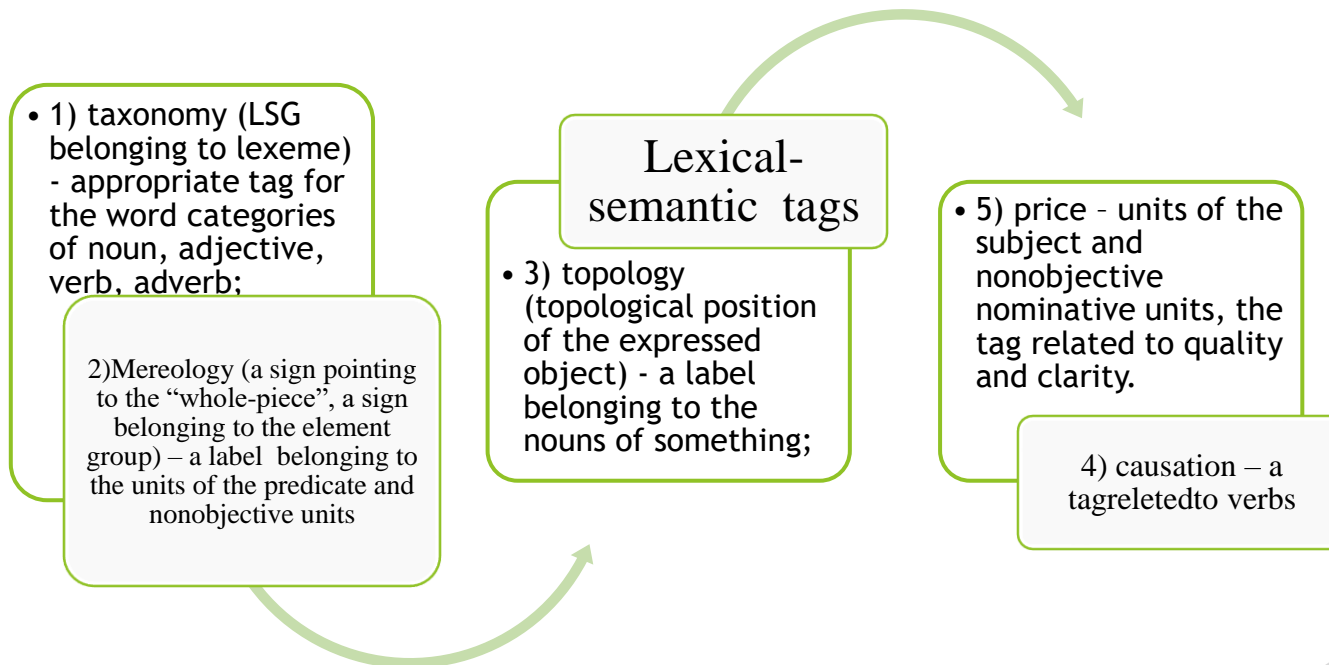 • 1) taxonomy (LSG
belonging to lexeme)
- appropriate tag for
the word categories
of noun, adjective,
verb, adverb;
2)Mereology (a sign pointing
to the “whole-piece”, a sign
belonging to the element
group) – a label belonging to
the units of the predicate and
nonobjective units
Lexical-
semantic tags
• 3) topology
(topological position
of the expressed
object) - a label
belonging to the
nouns of something;
• 5) price - units of the
subject and
nonobjective
nominative units, the
tag related to quality
and clarity.
4) causation – a
tagreletedto verbs